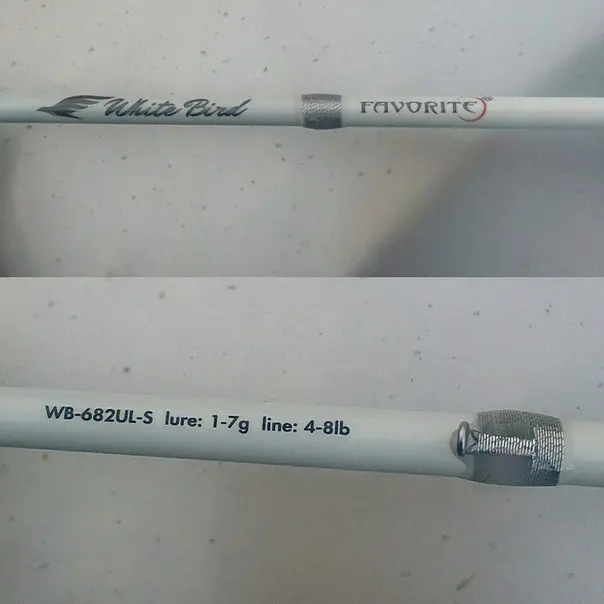 White Bird FAVORITE®
WB-682UL-S lure: 1-7g line: 4-8lb